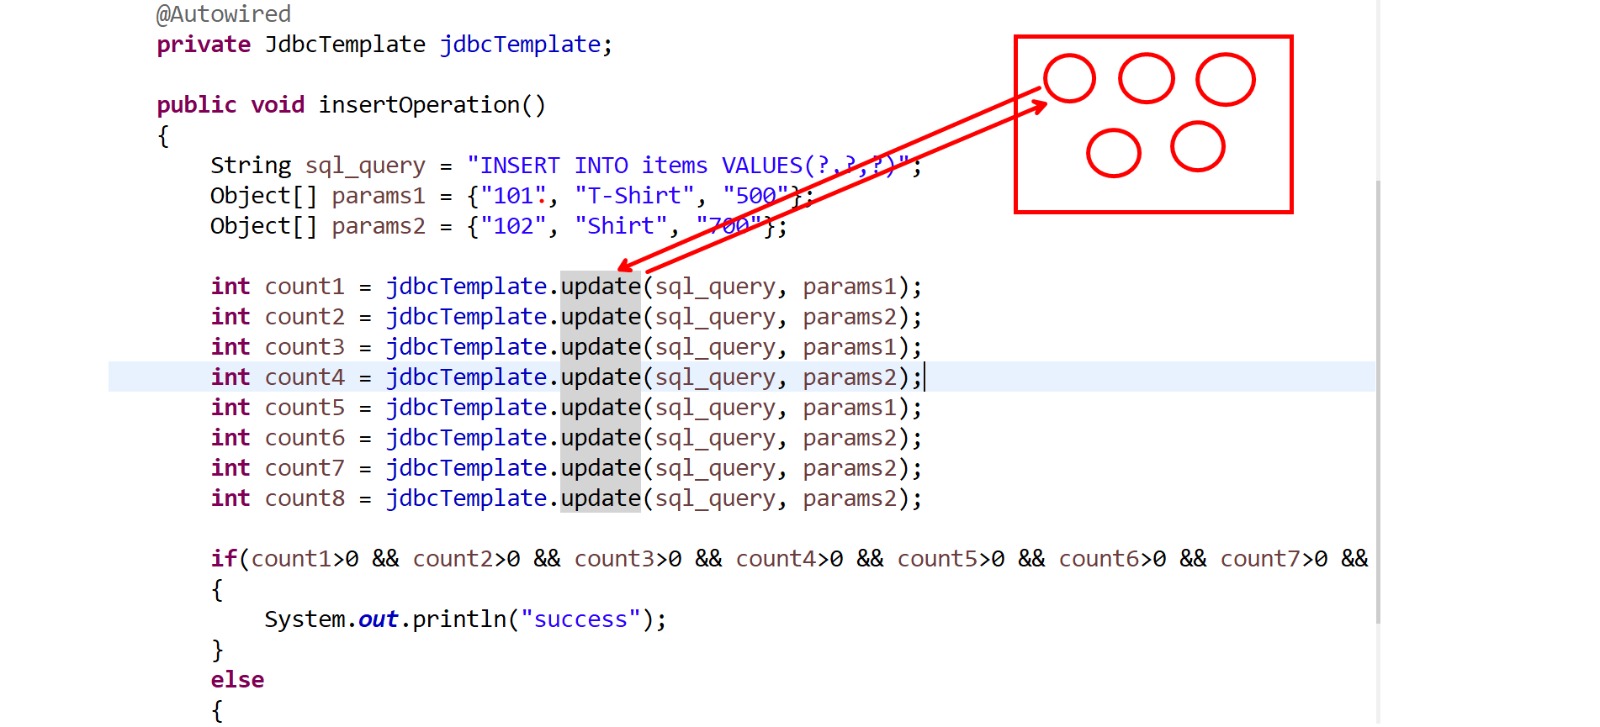 @Autowired
private JdbcTemplate jdbcTemplate;
public void insertOperation()
{
String sql_query = "INSERT INTO items VALUES(?,?,?)";
Object[] params1 = {"101", "T-Shirt", "500"};
Object[] params2 = {"102", "Shirt", "700"};
int count1 = jdbcTemplate.update(sql_query, params1);
int count2 = jdbcTemplate.update(sql_query, params2);
int count3 = jdbcTemplate.update(sql_query, params1);
int count4 = jdbcTemplate.update(sql_query, params2);
int count5 = jdbcTemplate.update(sql_query, params1);
int count6 = jdbcTemplate.update(sql_query, params2);
int count7 = jdbcTemplate.update(sql_query, params2);
int count8 = jdbcTemplate.update(sql_query, params2);
if(count1>0 && count2>0 && count3>0 && count4>0 && count5>0 && count6>0 && count7>0 &&
{
System.out.println("success");
}
else
{